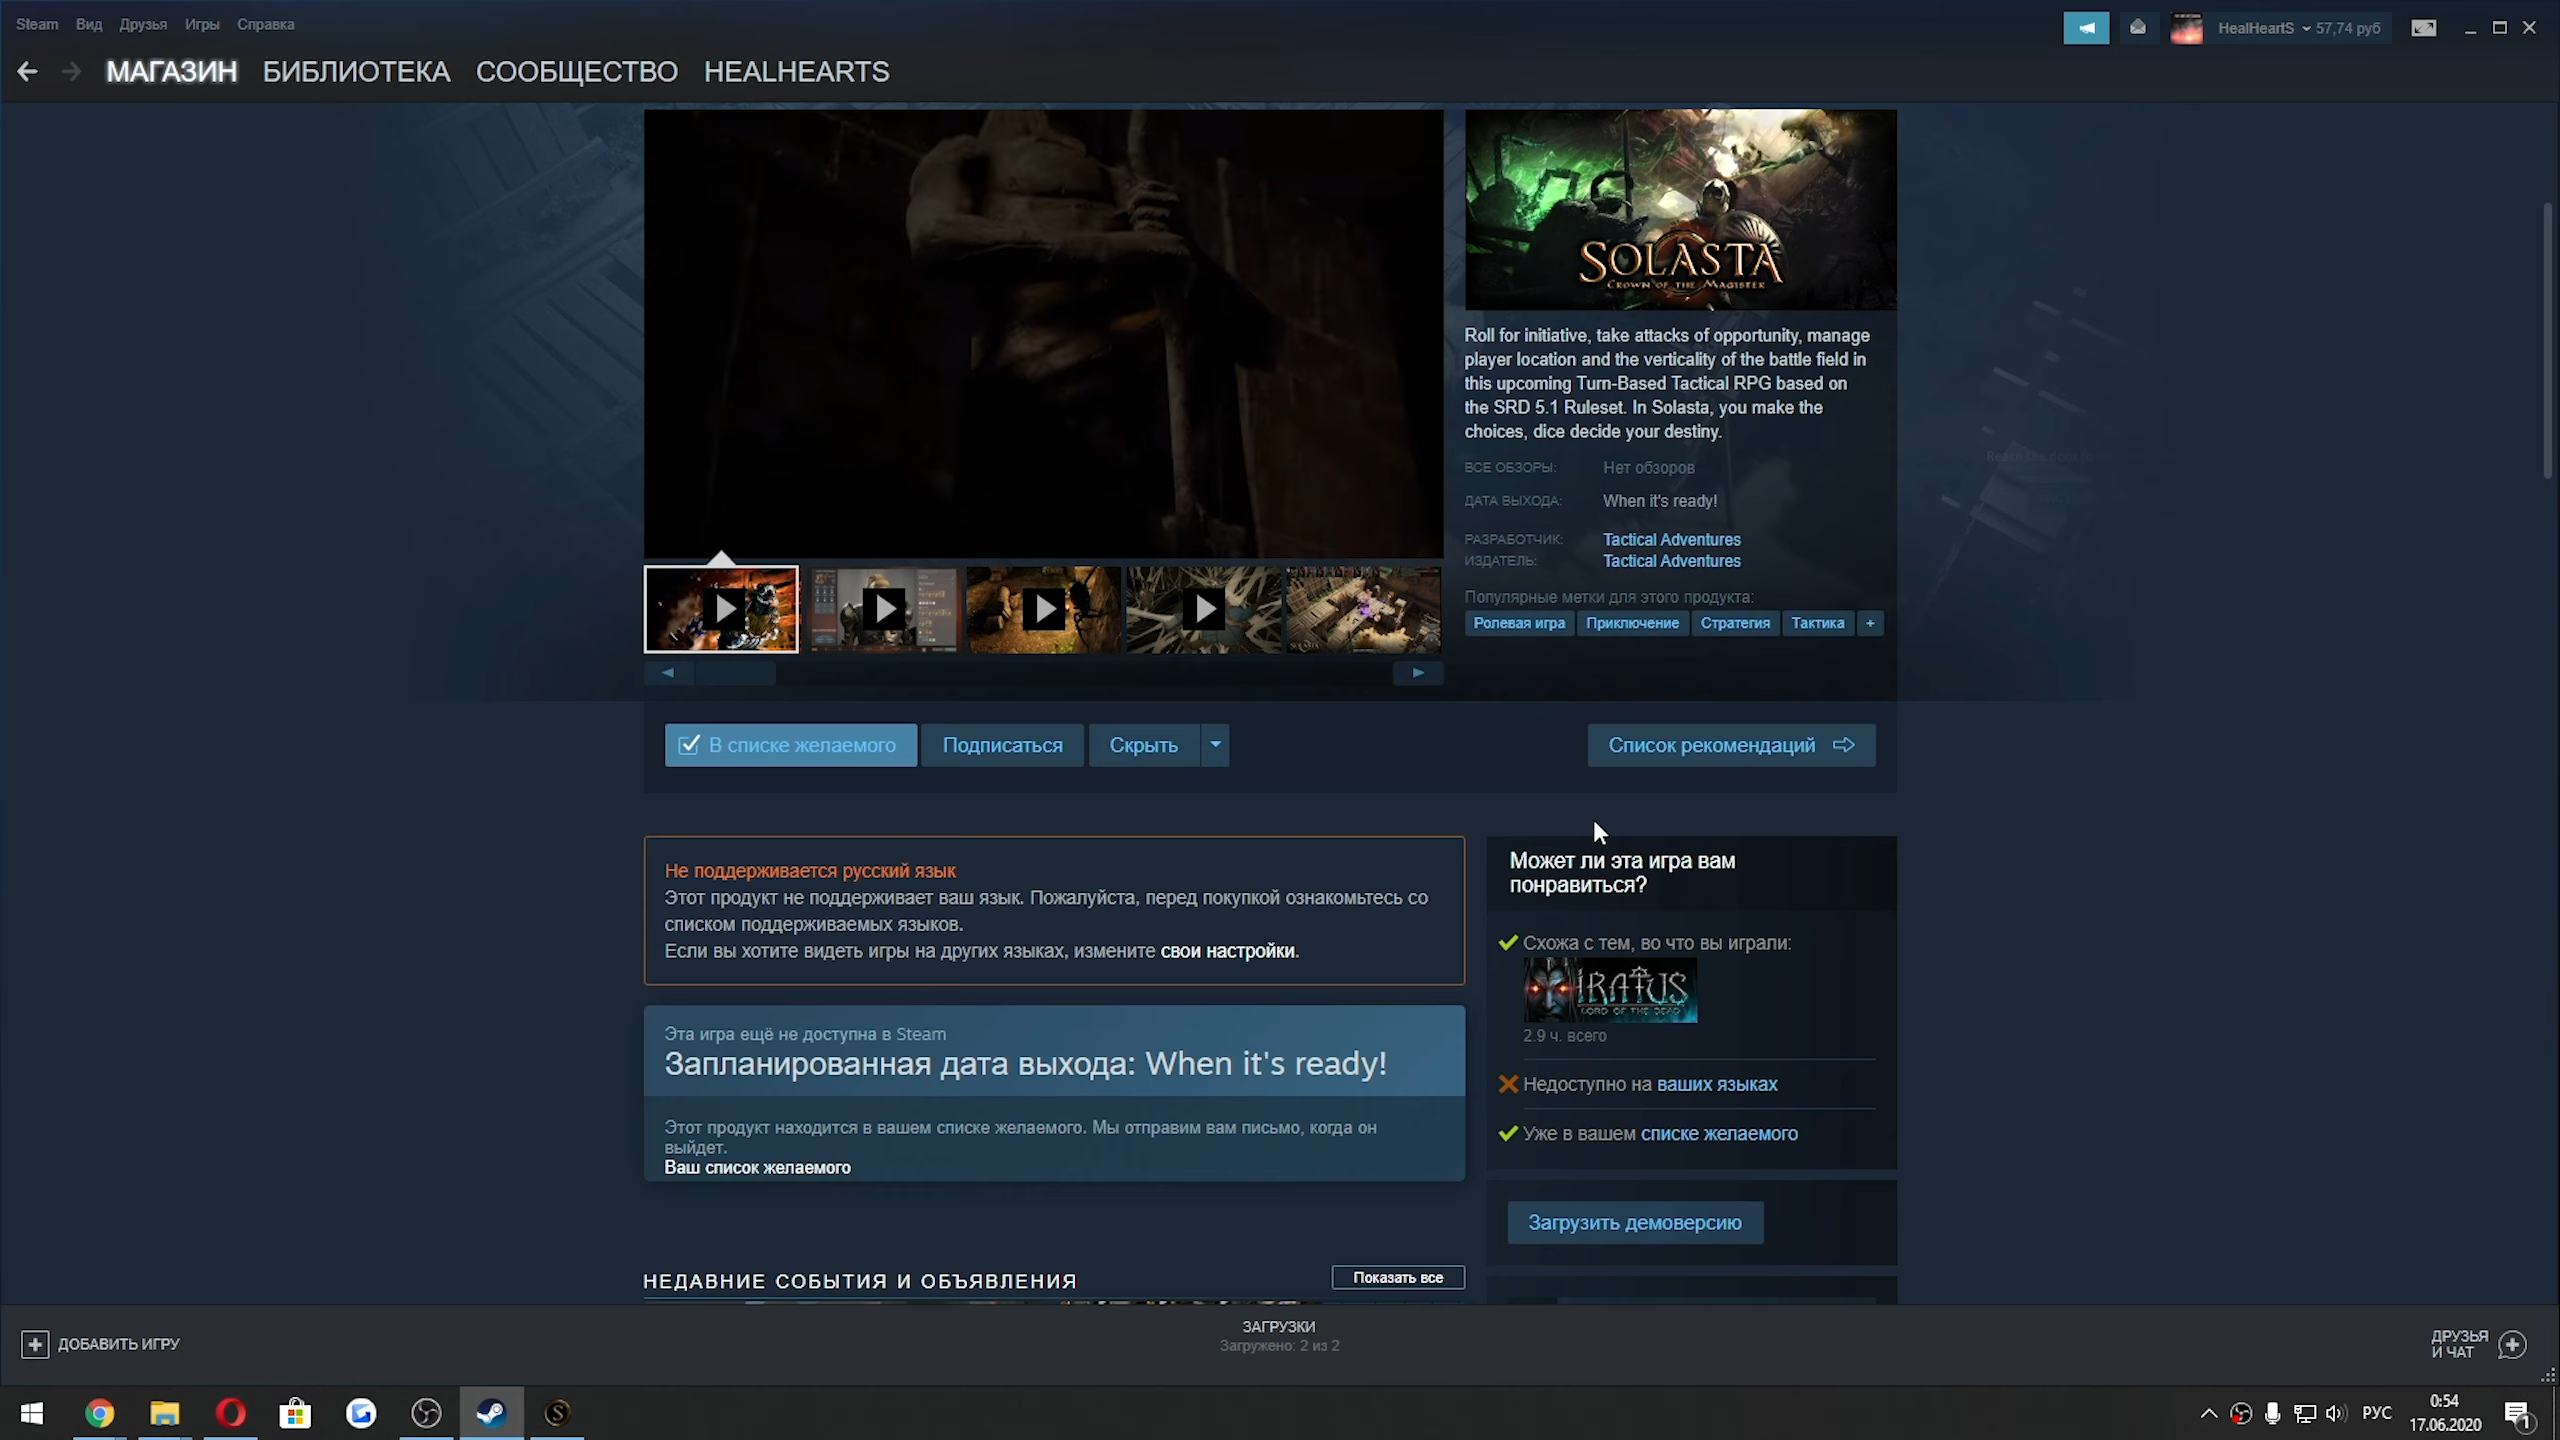 Steam Вид Друзья Игры Справка
HealHeartS 57,74 руб
МАГАЗИН БИБЛИОТЕКА СООБЩЕСТВО HEALHEARTS
SOLASTA
CROWN OF THE MAGISTER
Roll for initiative, take attacks of opportunity, manage
player location and the verticality of the battle field in
this upcoming Turn-Based Tactical RPG based on
the SRD 5.1 Ruleset. In Solasta, you make the
choices, dice decide your destiny.
ВСЕ ОБЗОРЫ: Нет обзоров
ДАТА ВЫХОДА: When it's ready!
РАЗРАБОТЧИК: Tactical Adventures
ИЗДАТЕЛЬ: Tactical Adventures
Популярные метки для этого продукта:
Ролевая игра Приключение Стратегия Тактика +
В списке желаемого Подписаться Скрыть Список рекомендаций
Не поддерживается русский язык
Этот продукт не поддерживает ваш язык. Пожалуйста, перед покупкой ознакомьтесь со
списком поддерживаемых языков.
Если вы хотите видеть игры на других языках, измените свои настройки.
Эта игра ещё не доступна в Steam
Запланированная дата выхода: When it's ready!
Этот продукт находится в вашем списке желаемого. Мы отправим вам письмо, когда он
выйдет.
Ваш список желаемого
Может ли эта игра вам
понравиться?
Схожа с тем, во что вы играли:
IRATUS
LORD OF THE DEAD
2.9 ч. всего
Недоступно на ваших языках
Уже в вашем списке желаемого
Загрузить демоверсию
НЕДАВНИЕ СОБЫТИЯ И ОБЪЯВЛЕНИЯ Показать все
ДОБАВИТЬ ИГРУ
ЗАГРУЗКИ
Загружено: 2 из 2
ДРУЗЬЯ
И ЧАТ
РУС
0:54
17.06.2020
1